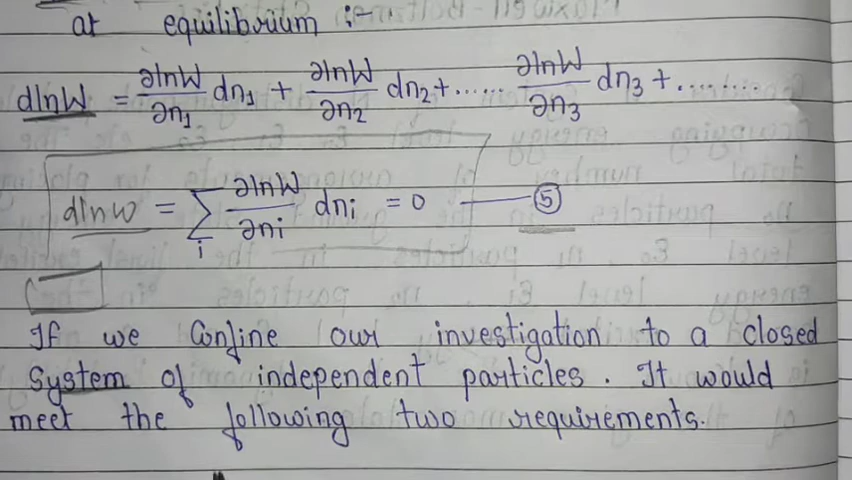 at equilibrium :-
dlnW = ∂lnW/∂n1 dn1 + ∂lnW/∂n2 dn2 +...... ∂lnW/∂n3 dn3 +........
dlnw = ∑i ∂lnW/∂ni dni = 0 —— ⑤
If we Confine our investigation to a closed
System of independent particles. It would
meet the following two requirements.